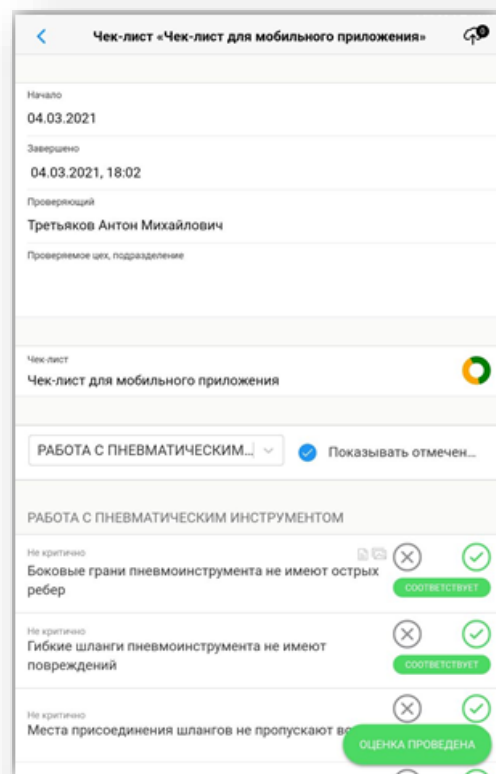 Чек-лист «Чек-лист для мобильного приложения»
0
Начало
04.03.2021
Завершено
04.03.2021, 18:02
Проверяющий
Третьяков Антон Михайлович
Проверяемое цех, подразделение
Чек-лист
Чек-лист для мобильного приложения
РАБОТА С ПНЕВМАТИЧЕСКИМ...
Показывать отмечен...
РАБОТА С ПНЕВМАТИЧЕСКИМ ИНСТРУМЕНТОМ
Не критично
Боковые грани пневмоинструмента не имеют острых
ребер
СООТВЕТСТВУЕТ
Не критично
Гибкие шланги пневмоинструмента не имеют
повреждений
СООТВЕТСТВУЕТ
Не критично
Места присоединения шлангов не пропускают
ОЦЕНКА ПРОВЕДЕНА